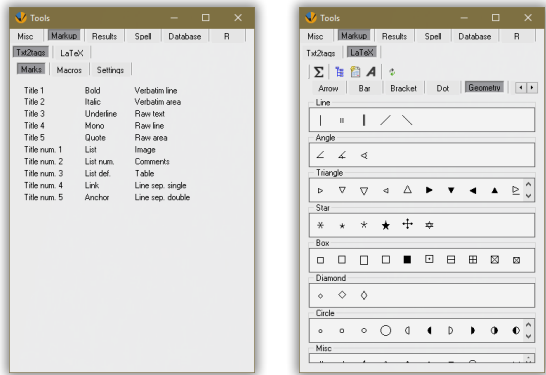 Tools
Misc Markup Results Spell Database R
Txt2tags LaTeX
Marks Macros Settings
Title 1 Bold Verbatim line
Title 2 Italic Verbatim area
Title 3 Underline Raw text
Title 4 Mono Raw line
Title 5 Quote Raw area
Title num. 1 List Image
Title num. 2 List num. Comments
Title num. 3 List def. Table
Title num. 4 Link Line sep. single
Title num. 5 Anchor Line sep. double
Tools
Misc Markup Results Spell Database R
Txt2tags LaTeX
Arrow Bar Bracket Dot Geometry
Line
Angle
Triangle
Star
Box
Diamond
Circle
Misc